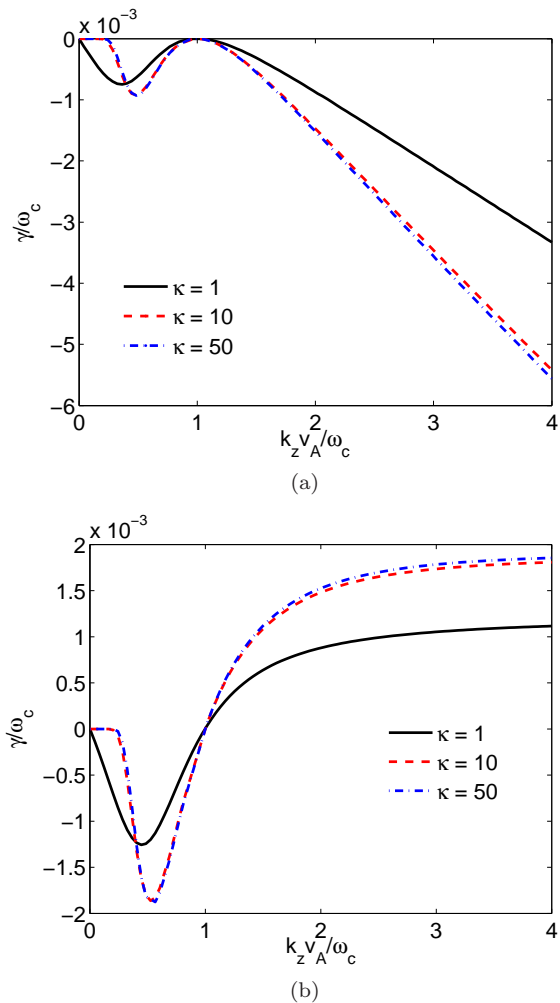 x 10⁻³
0
−1
−2
−3
−4
−5
−6
γ/ω_c
κ = 1
κ = 10
κ = 50
0 1 2 3 4
k_z v_A/ω_c
(a)
x 10⁻³
2
1.5
1
0.5
0
−0.5
−1
−1.5
−2
γ/ω_c
κ = 1
κ = 10
κ = 50
0 1 2 3 4
k_z v_A/ω_c
(b)